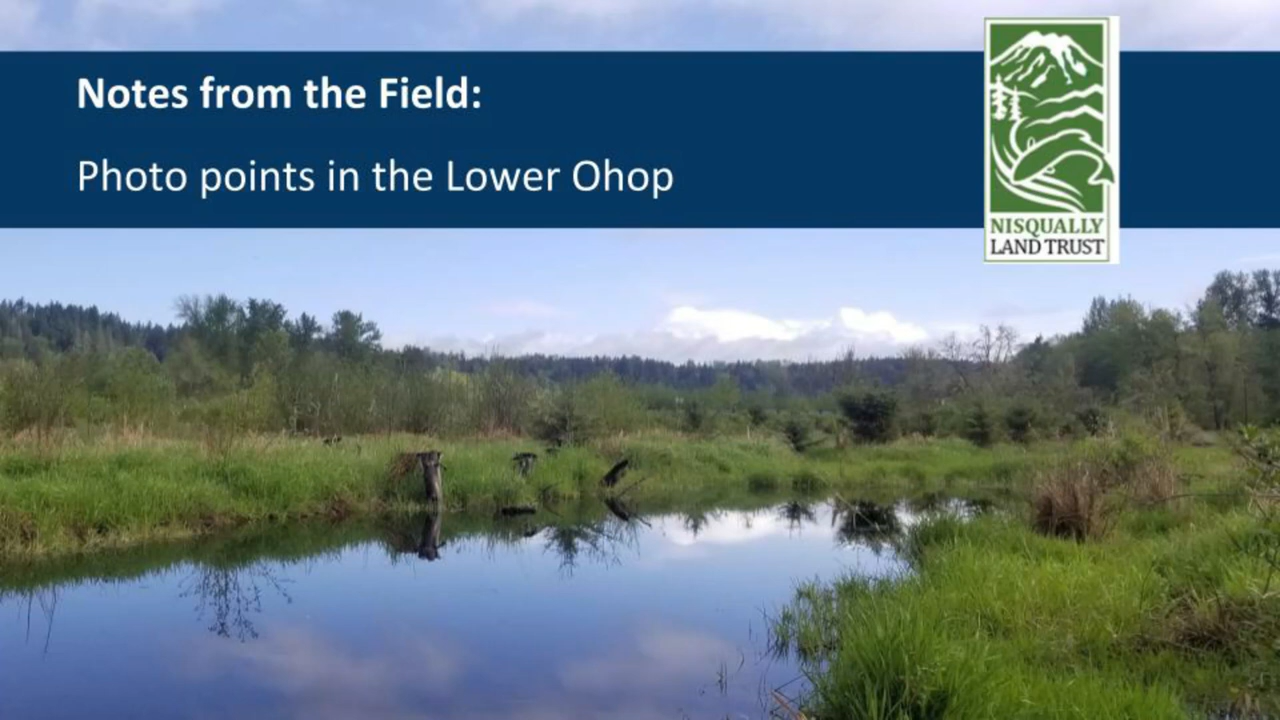 Notes from the Field:
Photo points in the Lower Ohop
NISQUALLY
LAND TRUST